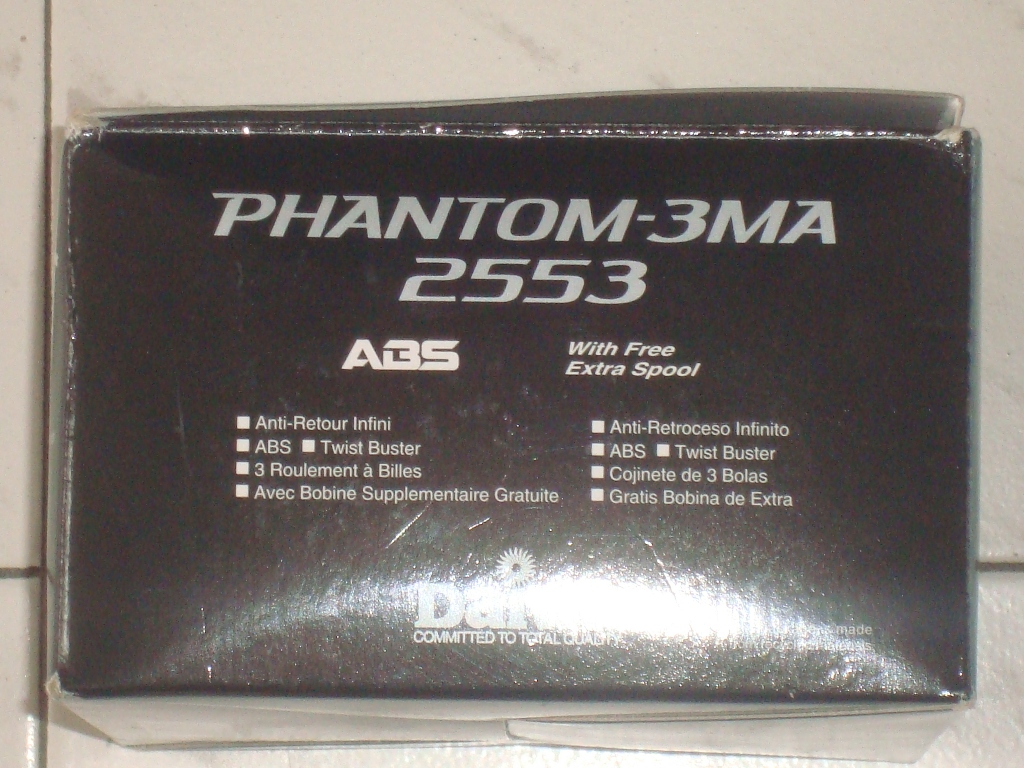 PHANTOM-3MA
2553
ABS
With Free
Extra Spool
Anti-Retour Infini
ABS Twist Buster
3 Roulement à Billes
Avec Bobine Supplementaire Gratuite
Anti-Retroceso Infinito
ABS Twist Buster
Cojinete de 3 Bolas
Gratis Bobina de Extra
COMMITTED TO TOTAL QUALITY
made